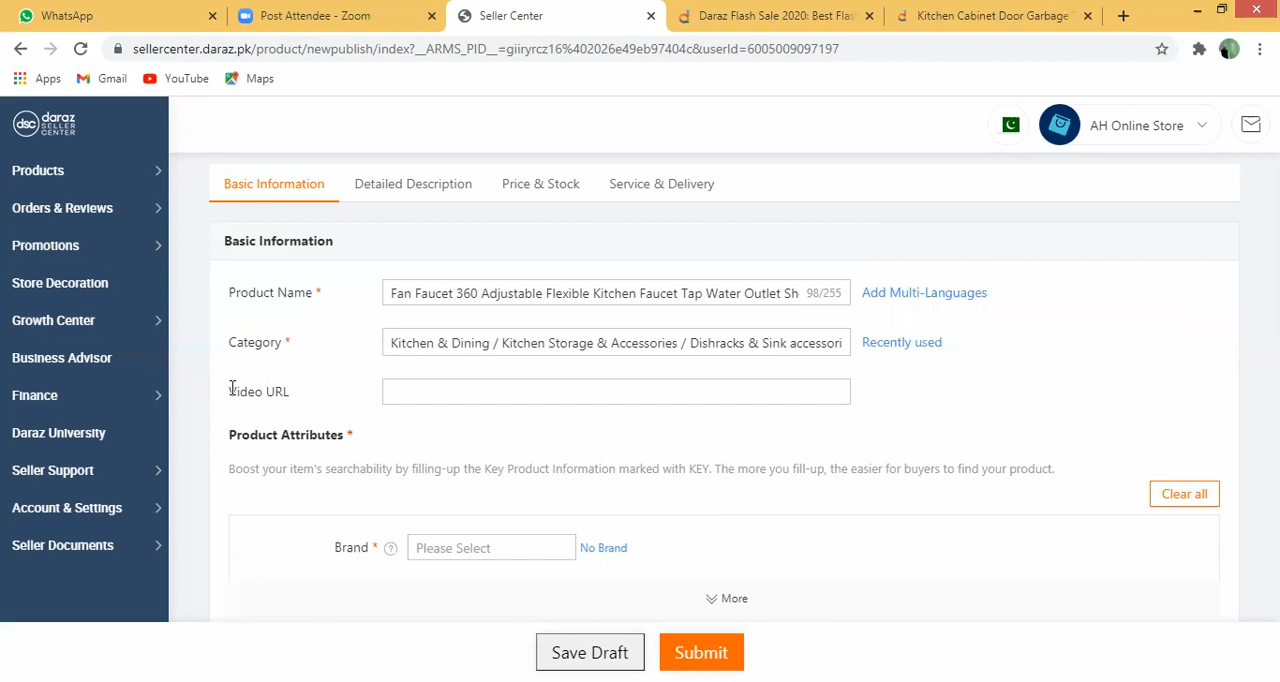 WhatsApp
Post Attendee - Zoom
Seller Center
Daraz Flash Sale 2020: Best Flas
Kitchen Cabinet Door Garbage
sellercenter.daraz.pk/product/newpublish/index?__ARMS_PID__=giiryrcz16%402026e49eb97404c&userId=6005009097197
Apps
Gmail
YouTube
Maps
dsc daraz
SELLER
CENTER
AH Online Store
Products
Orders & Reviews
Promotions
Store Decoration
Growth Center
Business Advisor
Finance
Daraz University
Seller Support
Account & Settings
Seller Documents
Basic Information
Detailed Description
Price & Stock
Service & Delivery
Basic Information
Product Name *
Fan Faucet 360 Adjustable Flexible Kitchen Faucet Tap Water Outlet Sh
98/255
Add Multi-Languages
Category *
Kitchen & Dining / Kitchen Storage & Accessories / Dishracks & Sink accessori
Recently used
Video URL
Product Attributes *
Boost your item's searchability by filling-up the Key Product Information marked with KEY. The more you fill-up, the easier for buyers to find your product.
Clear all
Brand * ?
Please Select
No Brand
More
Save Draft
Submit